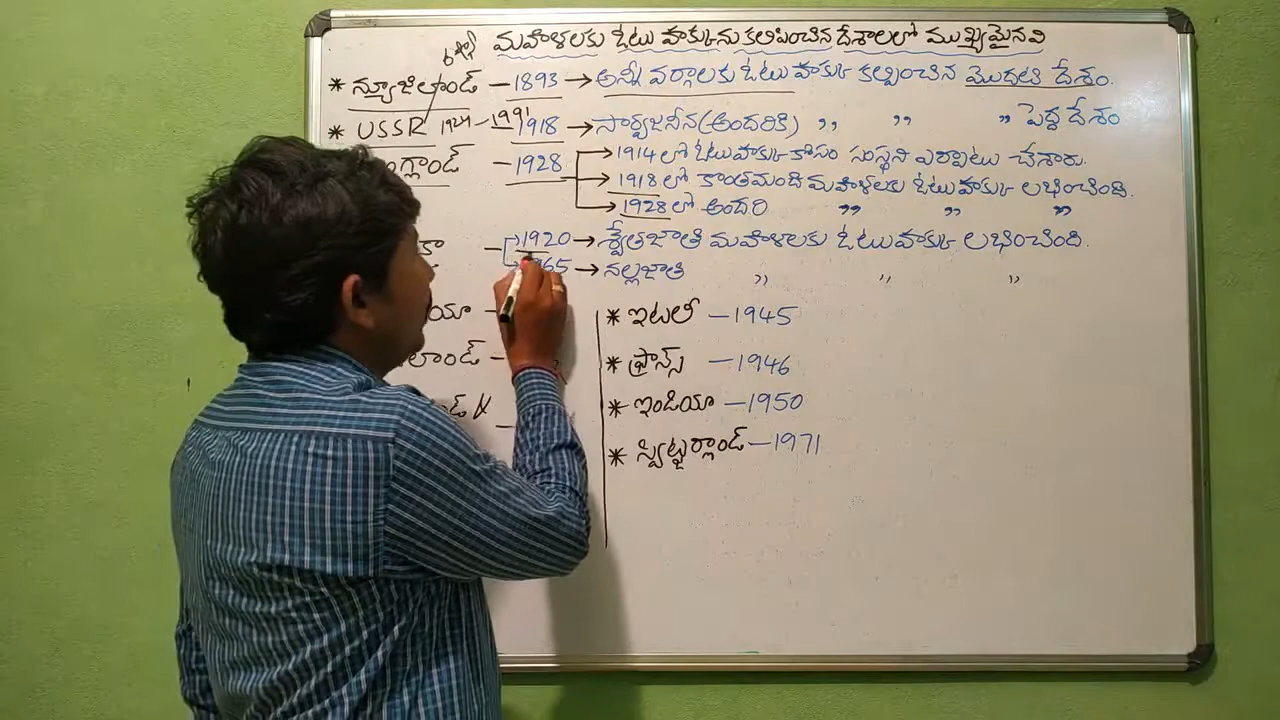 మహిళలకు ఓటు హక్కును కలిపించిన దేశాలలో ముఖ్యమైనవి
* న్యూజిలాండ్ – 1893 → అన్నీ వర్గాలకు ఓటు హక్కు కల్పించిన మొదటి దేశం.
* USSR – 1918 → సార్వజనీన(అందరికి) ,, ,, ,, పెద్ద దేశం
1991
ంగ్లాండ్ – 1928
→ 1914 లో ఓటుహక్కు కోసం సంస్థని ఏర్పాటు చేశారు.
→ 1918 లో కొంతమంది మహిళలకు ఓటుహక్కు లభించింది.
→ 1928 లో అందరి ,, ,, ,,
కా – 1920 → శ్వేతజాతి మహిళలకు ఓటుహక్కు లభించింది.
965 → నల్లజాతి ,, ,, ,,
యా –
లాండ్ –
ండ్ &
–
* ఇటలీ – 1945
* ఫ్రాన్స్ – 1946
* ఇండియా – 1950
* స్విట్జర్లాండ్ – 1971